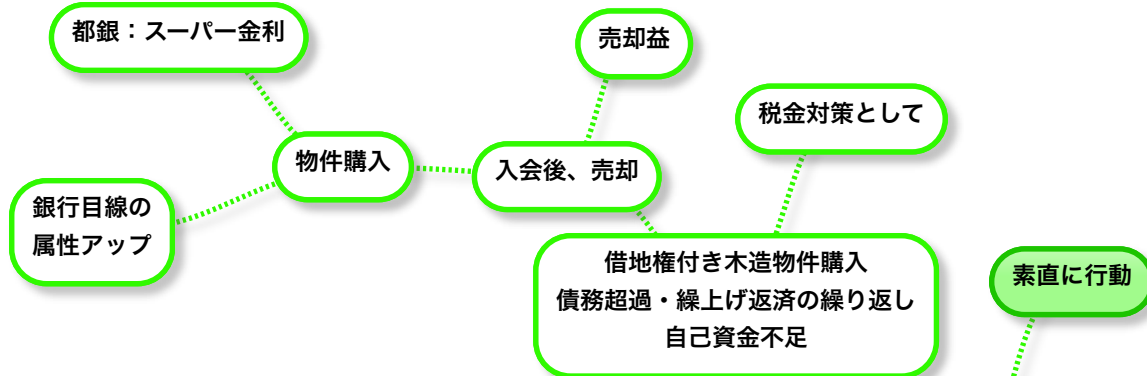 都銀：スーパー金利
売却益
税金対策として
物件購入
入会後、売却
銀行目線の
属性アップ
借地権付き木造物件購入
債務超過・繰上げ返済の繰り返し
自己資金不足
素直に行動